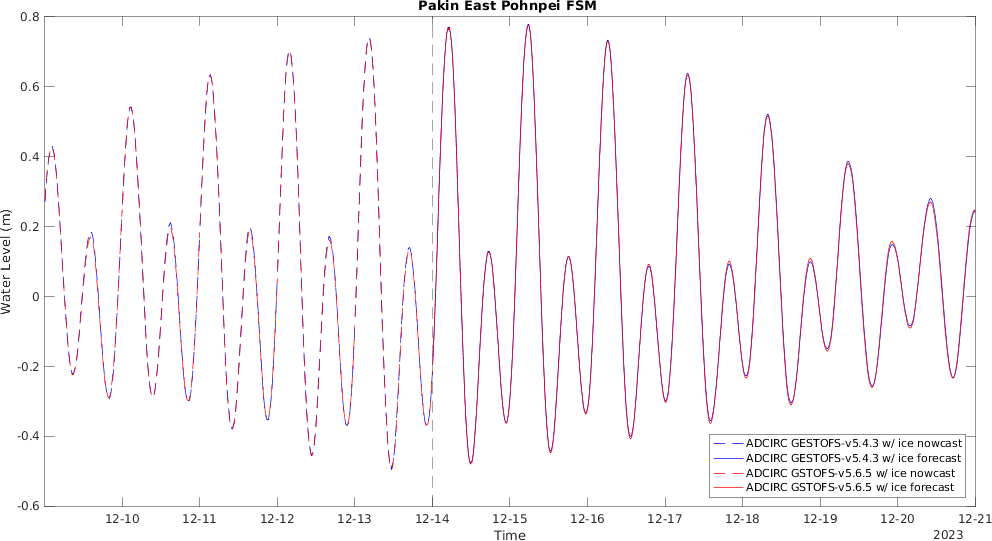 Pakin East Pohnpei FSM
0.8
0.6
0.4
0.2
0
-0.2
-0.4
-0.6
Water Level (m)
12-10 12-11 12-12 12-13 12-14 12-15 12-16 12-17 12-18 12-19 12-20 12-21
Time
2023
ADCIRC GESTOFS-v5.4.3 w/ ice nowcast
ADCIRC GESTOFS-v5.4.3 w/ ice forecast
ADCIRC GSTOFS-v5.6.5 w/ ice nowcast
ADCIRC GSTOFS-v5.6.5 w/ ice forecast